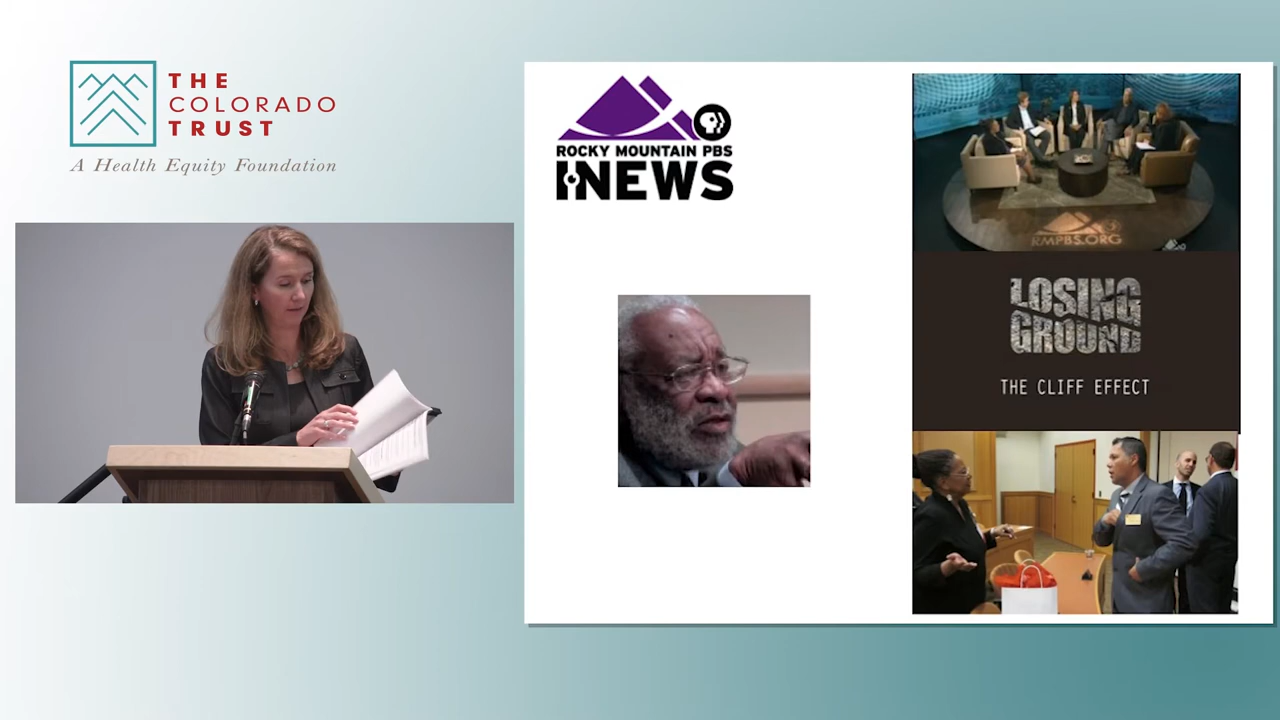 THE
COLORADO
TRUST
A Health Equity Foundation
ROCKY MOUNTAIN PBS
I-NEWS
RMPBS.ORG
LOSING
GROUND
THE CLIFF EFFECT